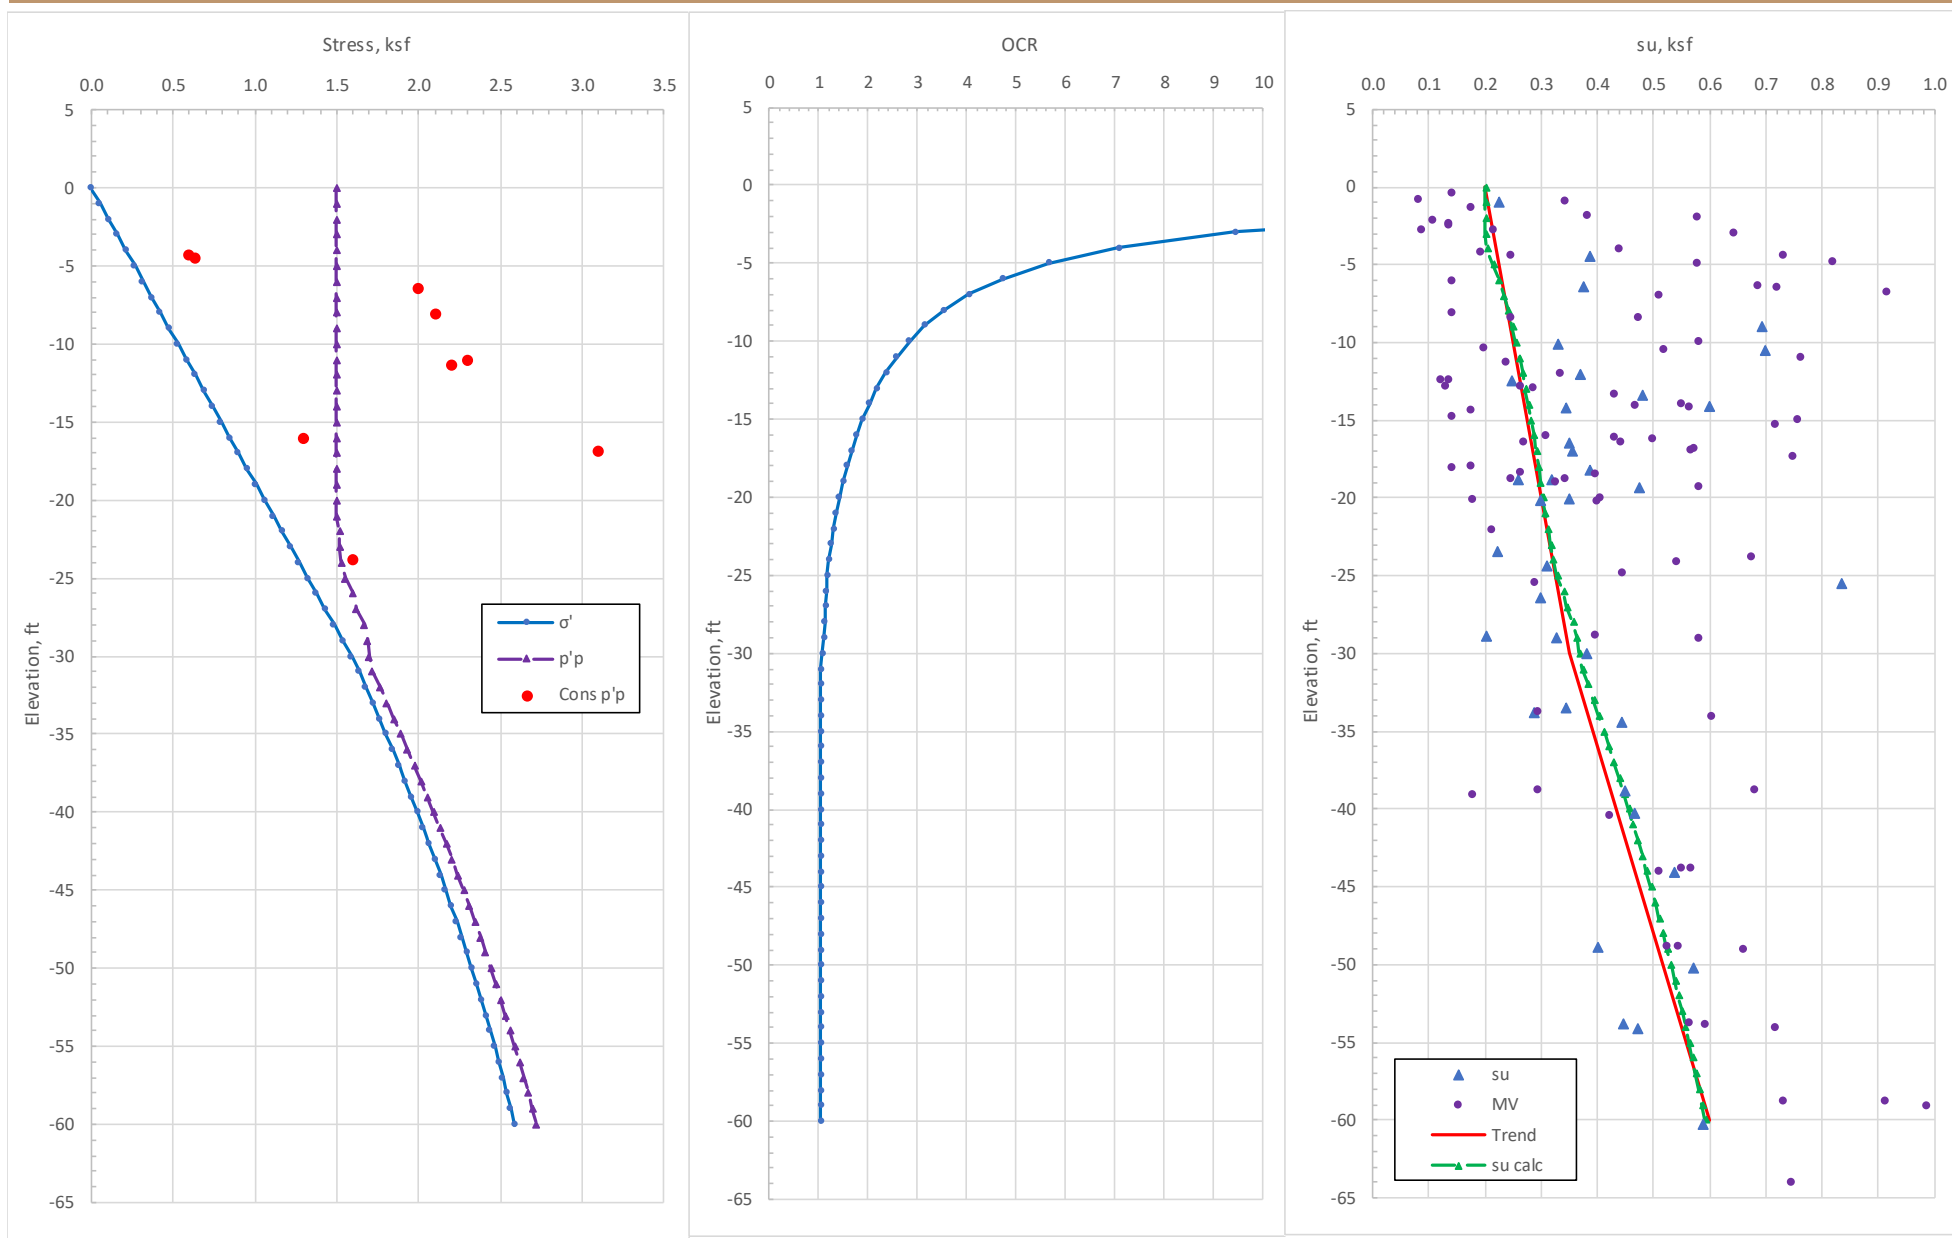 Stress, ksf
0.0 0.5 1.0 1.5 2.0 2.5 3.0 3.5
5
0
-5
-10
-15
-20
-25
-30
-35
-40
-45
-50
-55
-60
-65
Elevation, ft
σ'
p'p
Cons p'p
OCR
0 1 2 3 4 5 6 7 8 9 10
5
0
-5
-10
-15
-20
-25
-30
-35
-40
-45
-50
-55
-60
-65
Elevation, ft
su, ksf
0.0 0.1 0.2 0.3 0.4 0.5 0.6 0.7 0.8 0.9 1.0
5
0
-5
-10
-15
-20
-25
-30
-35
-40
-45
-50
-55
-60
-65
Elevation, ft
su
MV
Trend
su calc